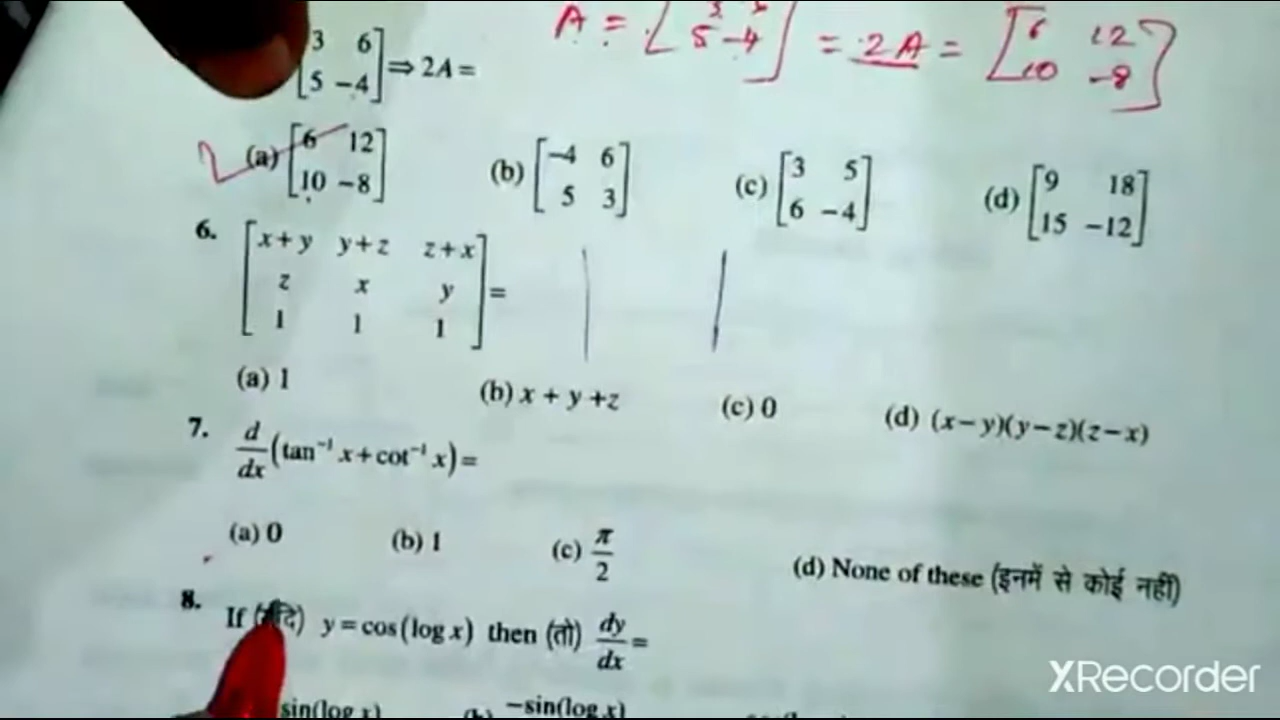 A = [ 5 -4 ] = 2A = [ 6 12
10 -8 ]
[ 3 6
5 -4 ] ⇒ 2A =
(a) [ 6 12
10 -8 ] (b) [ -4 6
5 3 ] (c) [ 3 5
6 -4 ] (d) [ 9 18
15 -12 ]
6. [ x+y y+z z+x
z x y
1 1 1 ] =
(a) 1 (b) x + y +z (c) 0 (d) (x-y)(y-z)(z-x)
7. d/dx (tan⁻¹ x+cot⁻¹ x)=
(a) 0 (b) 1 (c) π/2 (d) None of these (इनमें से कोई नहीं)
8. If y=cos(log x) then (तो) dy/dx =
sin(log x) (b) -sin(log x)
XRecorder